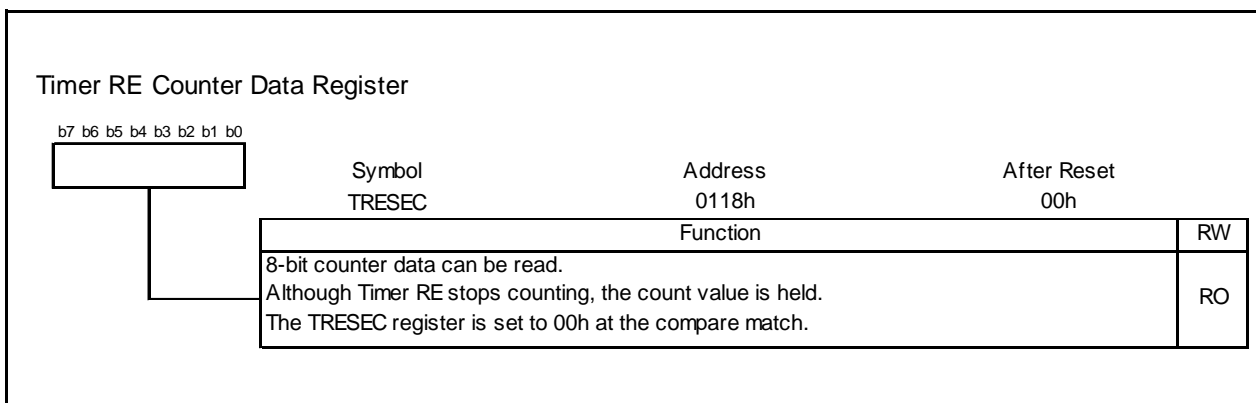 Timer RE Counter Data Register
b7 b6 b5 b4 b3 b2 b1 b0
Symbol Address After Reset
TRESEC 0118h 00h
Function RW
8-bit counter data can be read.
Although Timer RE stops counting, the count value is held.
RO
The TRESEC register is set to 00h at the compare match.